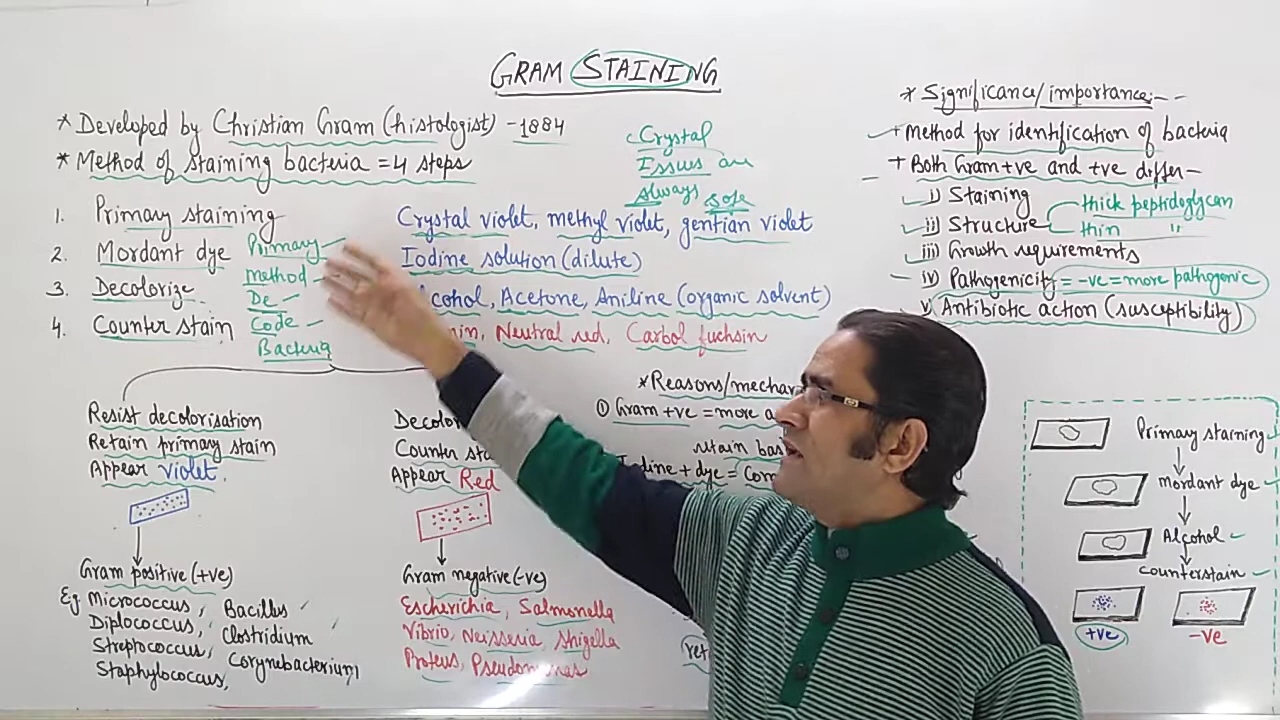 GRAM STAINING
* Developed by Christian Gram (histologist) - 1884
* Method of staining bacteria = 4 steps
1. Primary staining
2. Mordant dye
3. Decolorize
4. Counter stain
Primary
method
De
Code
Bacteria
Crystal
Issues are
always safe
Crystal violet, methyl violet, gentian violet
Iodine solution (dilute)
Alcohol, Acetone, Aniline (organic solvent)
Neutral red, Carbol fuchsin
Resist decolorisation
Retain primary stain
Appear violet.
Gram positive (+ve)
Eg Micrococcus, Bacillus
Diplococcus, Clostridium
Streptococcus, Corynebacterium
Staphylococcus,
Counter
Appear Red
Gram negative (-ve)
Escherichia, Salmonella
Vibrio, Neisseria, Shigella
Proteus, Pseudomonas
* Reasons/
① Gram +ve = more
stain
Iodine + dye =
* Significance/importance:- -
+ Method for identification of bacteria
+ Both Gram +ve and +ve differ-
i) Staining
ii) Structure
thick peptidoglycan
thin "
iii) Growth requirements
iv) Pathogenicity = -ve = more pathogenic
v) Antibiotic action (susceptibility)
Primary staining
Mordant dye
Alcohol
counterstain
+ve
-ve